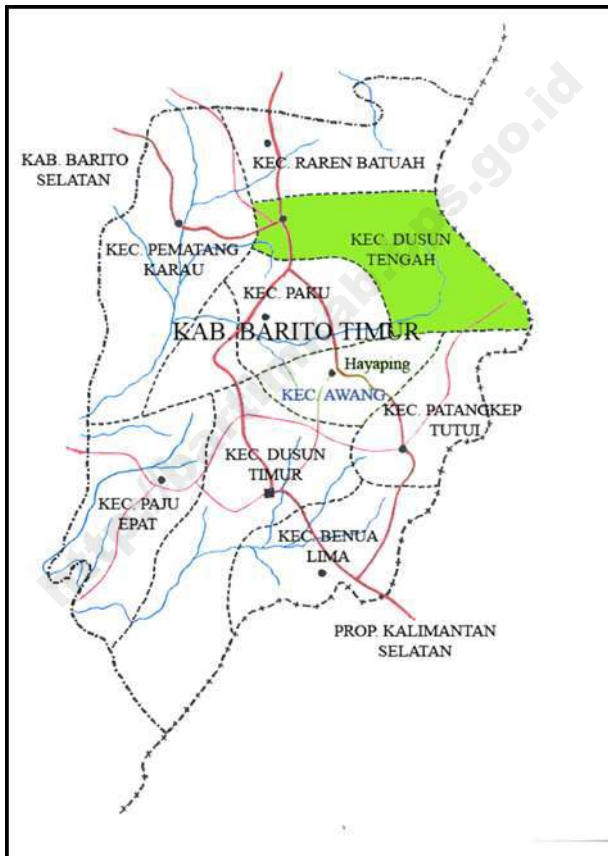 KEC. RAREN BATUAH
KAB. BARITO
SELATAN
KEC. DUSUN
TENGAH
KEC. PEMATANG
KARAU
KEC. PAKU
KAB. BARITO TIMUR
Hayaping
KEC. AWANG
KEC. PATANGKEP
TUTUI
KEC. DUSUN
TIMUR
KEC. PAJU
EPAT
KEC. BENUA
LIMA
PROP. KALIMANTAN
SELATAN